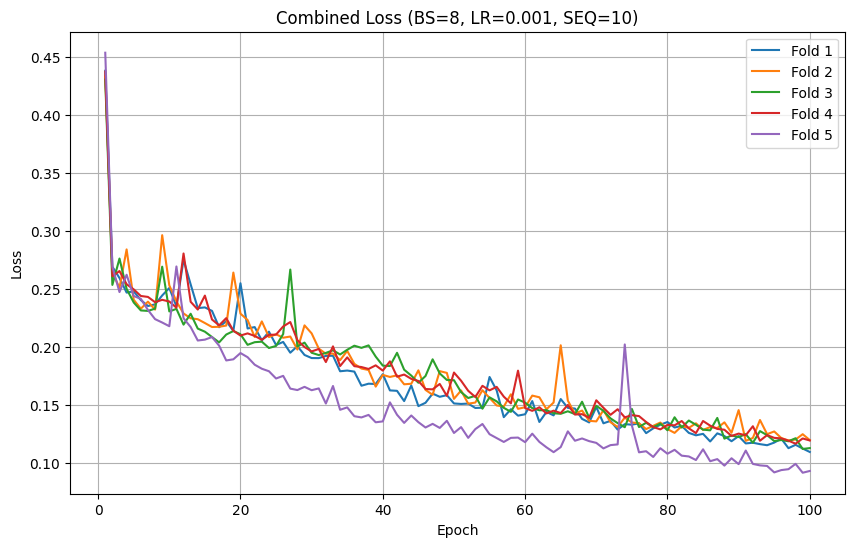 Combined Loss (BS=8, LR=0.001, SEQ=10)
Loss
0.45
0.40
0.35
0.30
0.25
0.20
0.15
0.10
Fold 1
Fold 2
Fold 3
Fold 4
Fold 5
0
20
40
60
80
100
Epoch